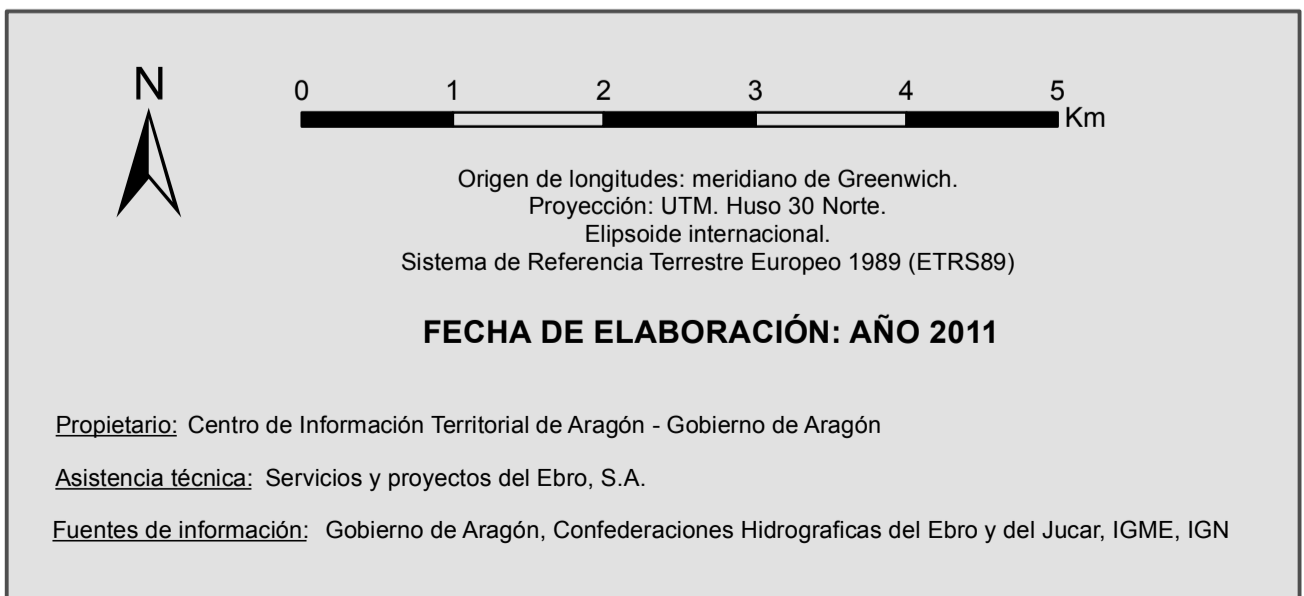 N
0 1 2 3 4 5
Km
Origen de longitudes: meridiano de Greenwich.
Proyección: UTM. Huso 30 Norte.
Elipsoide internacional.
Sistema de Referencia Terrestre Europeo 1989 (ETRS89)
FECHA DE ELABORACIÓN: AÑO 2011
Propietario: Centro de Información Territorial de Aragón - Gobierno de Aragón
Asistencia técnica: Servicios y proyectos del Ebro, S.A.
Fuentes de información: Gobierno de Aragón, Confederaciones Hidrograficas del Ebro y del Jucar, IGME, IGN